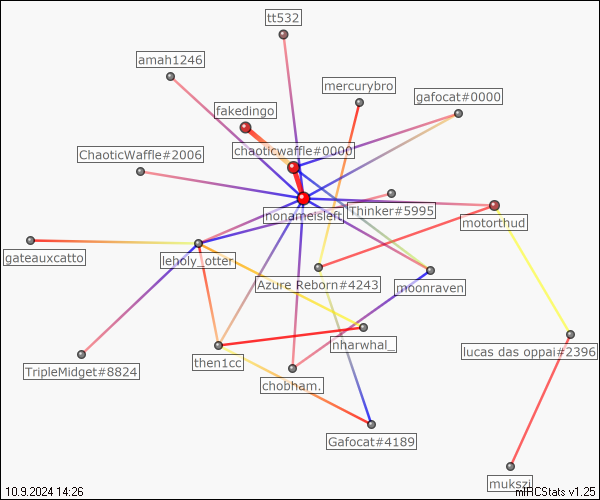 tt532
amah1246
mercurybro
gafocat#0000
fakedingo
chaoticwaffle#0000
ChaoticWaffle#2006
nonameisleft
Thinker#5995
motorthud
gateauxcatto
leholy_otter
Azure Reborn#4243
moonraven
nharwhal_
lucas das oppai#2396
then1cc
TripleMidget#8824
chobham.
Gafocat#4189
mukszi
10.9.2024 14:26
mIRCStats v1.25